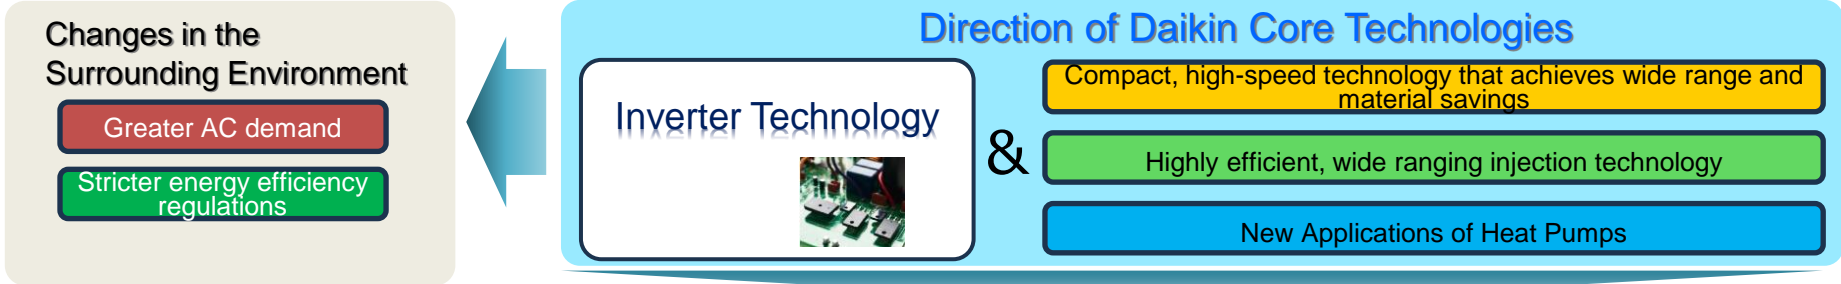 Changes in the
Surrounding Environment
Greater AC demand
Stricter energy efficiency
regulations
Direction of Daikin Core Technologies
Inverter Technology
&
Compact, high-speed technology that achieves wide range and
material savings
Highly efficient, wide ranging injection technology
New Applications of Heat Pumps